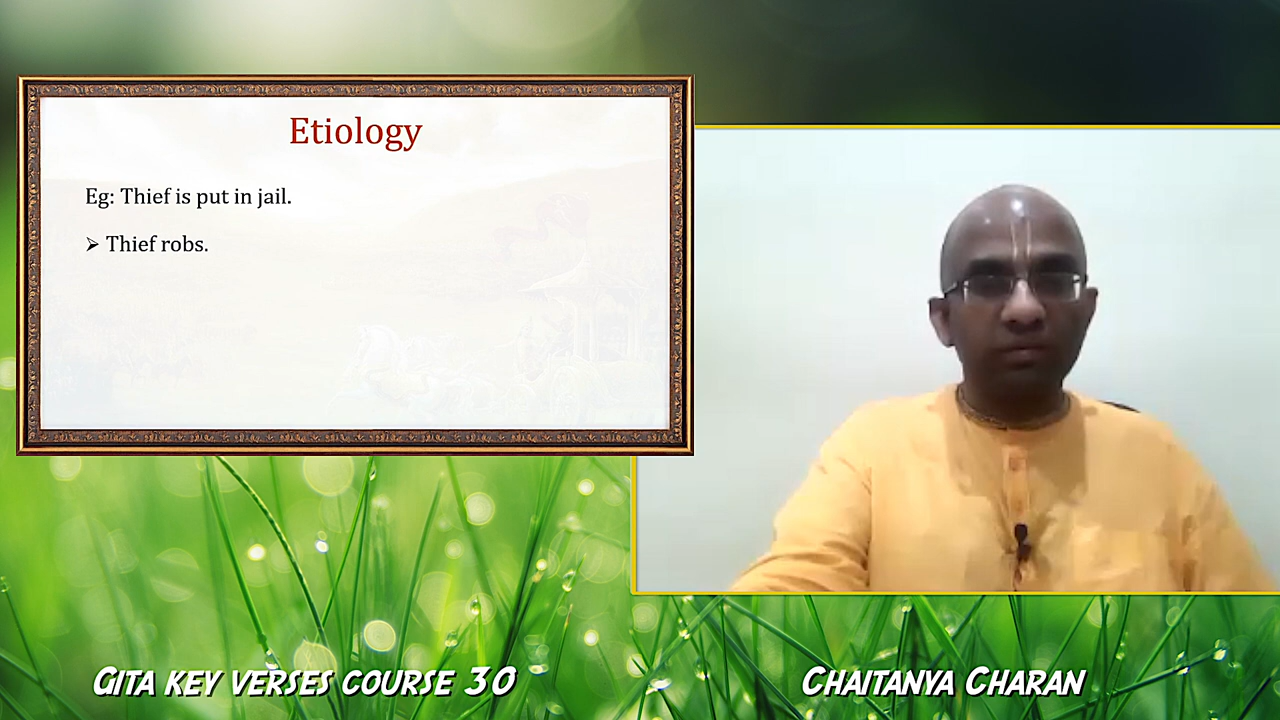 Etiology
Eg: Thief is put in jail.
➢ Thief robs.
GITA KEY VERSES COURSE 30
CHAITANYA CHARAN